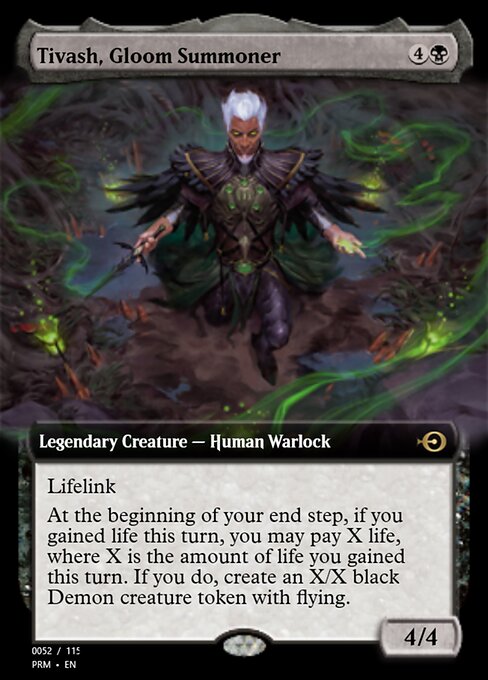 Tivash, Gloom Summoner 4
Legendary Creature — Human Warlock
Lifelink
At the beginning of your end step, if you
gained life this turn, you may pay X life,
where X is the amount of life you gained
this turn. If you do, create an X/X black
Demon creature token with flying.
4/4
0052 / 115
PRM • EN